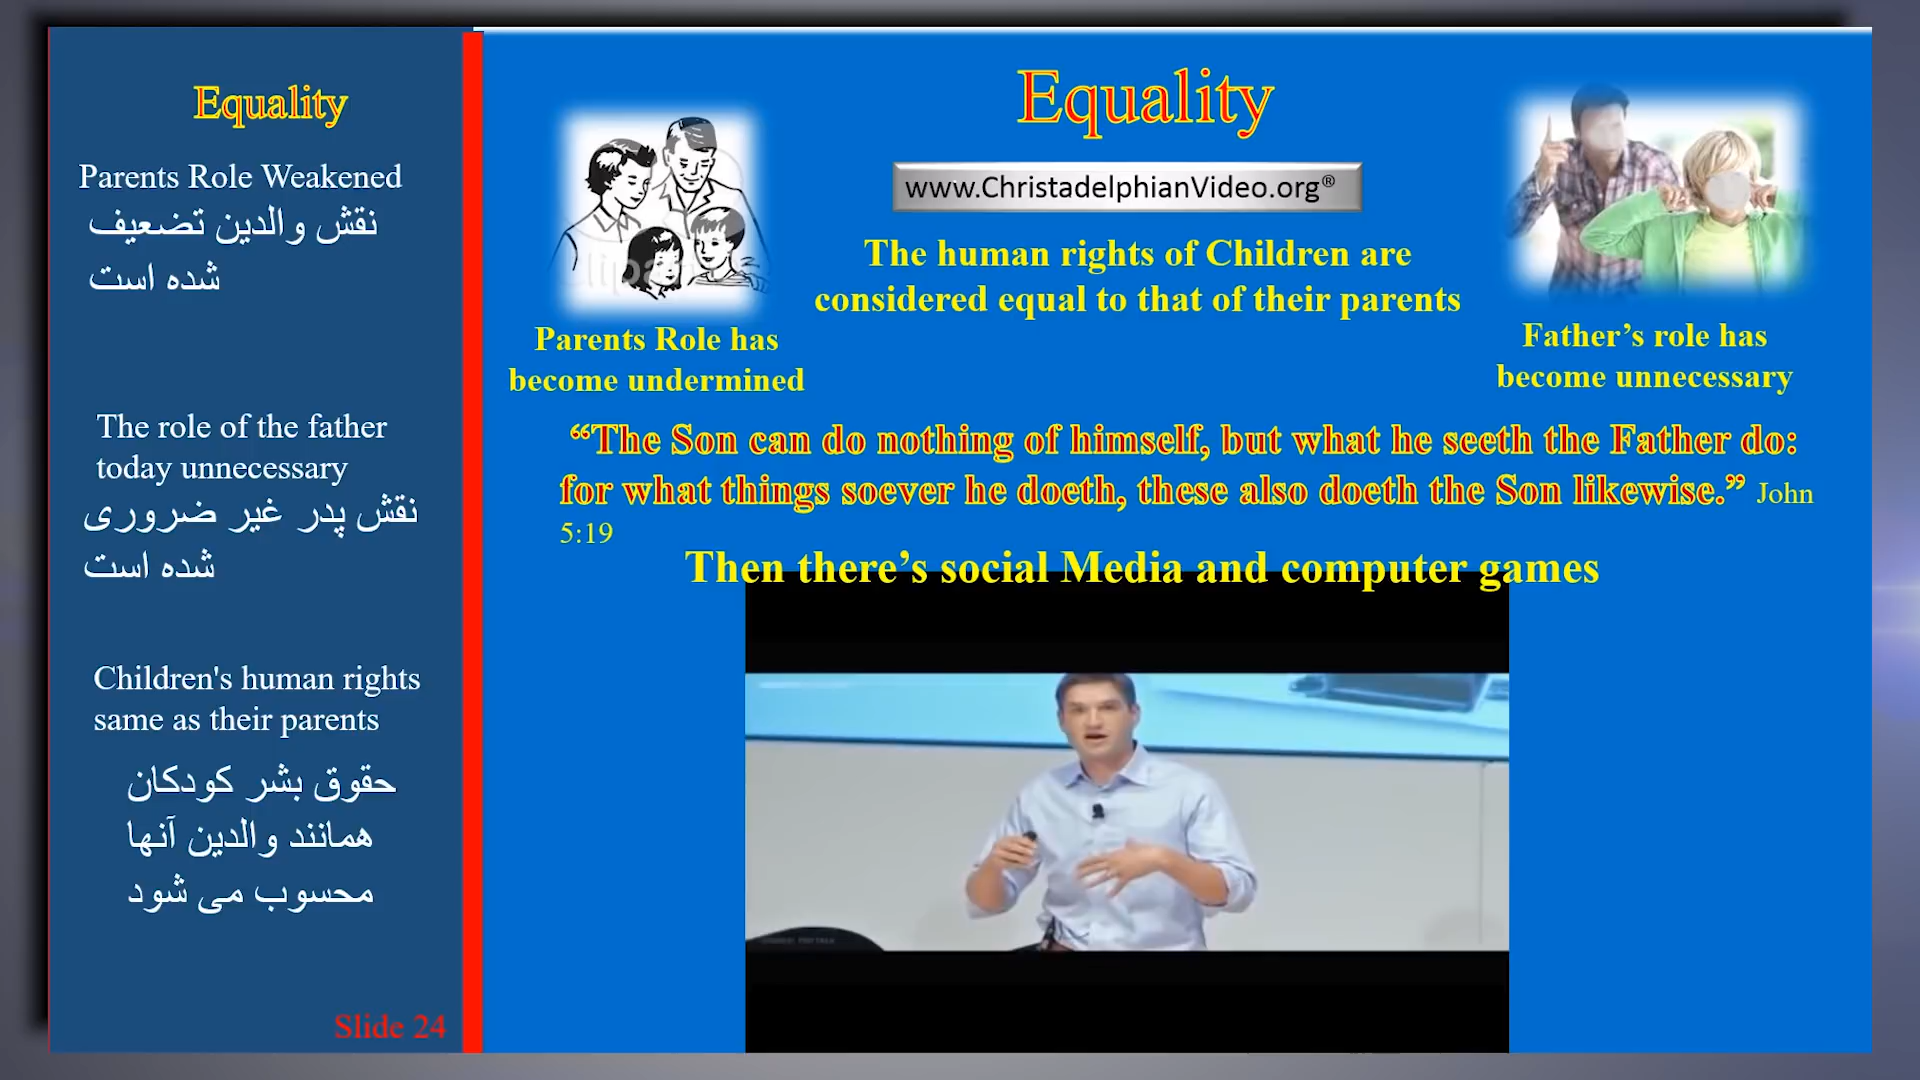 Equality
Parents Role Weakened
نقش والدین تضعیف
شده است
The role of the father
today unnecessary
نقش پدر غیر ضروری
شده است
Children's human rights
same as their parents
حقوق بشر کودکان
همانند والدین آنها
محسوب می شود
Slide 24
Equality
www.ChristadelphianVideo.org®
The human rights of Children are
considered equal to that of their parents
Parents Role has
become undermined
Father’s role has
become unnecessary
“The Son can do nothing of himself, but what he seeth the Father do:
for what things soever he doeth, these also doeth the Son likewise.” John
5:19
Then there’s social Media and computer games